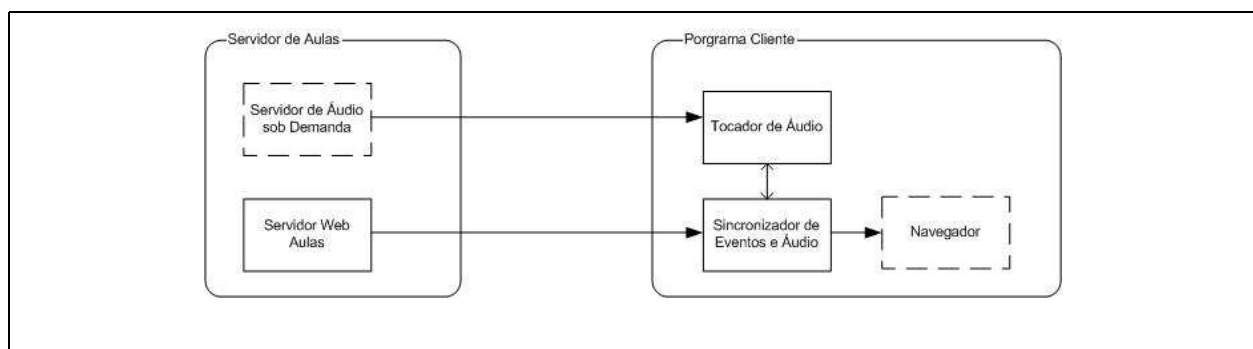 Servidor de Aulas
Servidor de Áudio
sob Demanda
Servidor Web
Aulas
Porgrama Cliente
Tocador de Áudio
Sincronizador de
Eventos e Áudio
Navegador